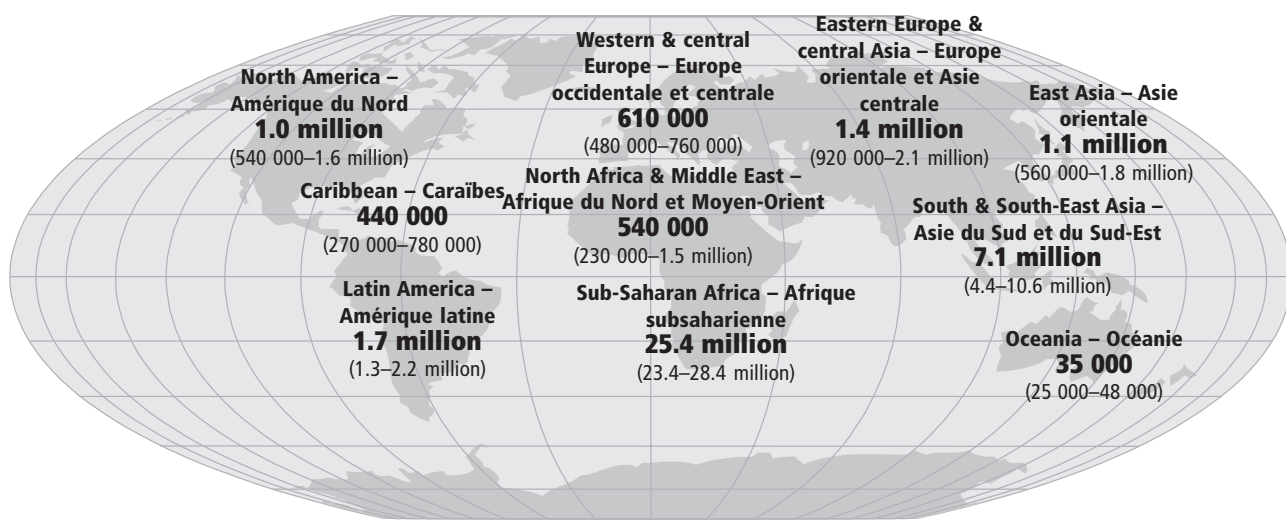 North America –
Amérique du Nord
1.0 million
(540 000–1.6 million)
Western & central
Europe – Europe
occidentale et centrale
610 000
(480 000–760 000)
Eastern Europe &
central Asia – Europe
orientale et Asie
centrale
1.4 million
(920 000–2.1 million)
East Asia – Asie
orientale
1.1 million
(560 000–1.8 million)
Caribbean – Caraïbes
440 000
(270 000–780 000)
North Africa & Middle East –
Afrique du Nord et Moyen-Orient
540 000
(230 000–1.5 million)
South & South-East Asia –
Asie du Sud et du Sud-Est
7.1 million
(4.4–10.6 million)
Latin America –
Amérique latine
1.7 million
(1.3–2.2 million)
Sub-Saharan Africa – Afrique
subsaharienne
25.4 million
(23.4–28.4 million)
Oceania – Océanie
35 000
(25 000–48 000)